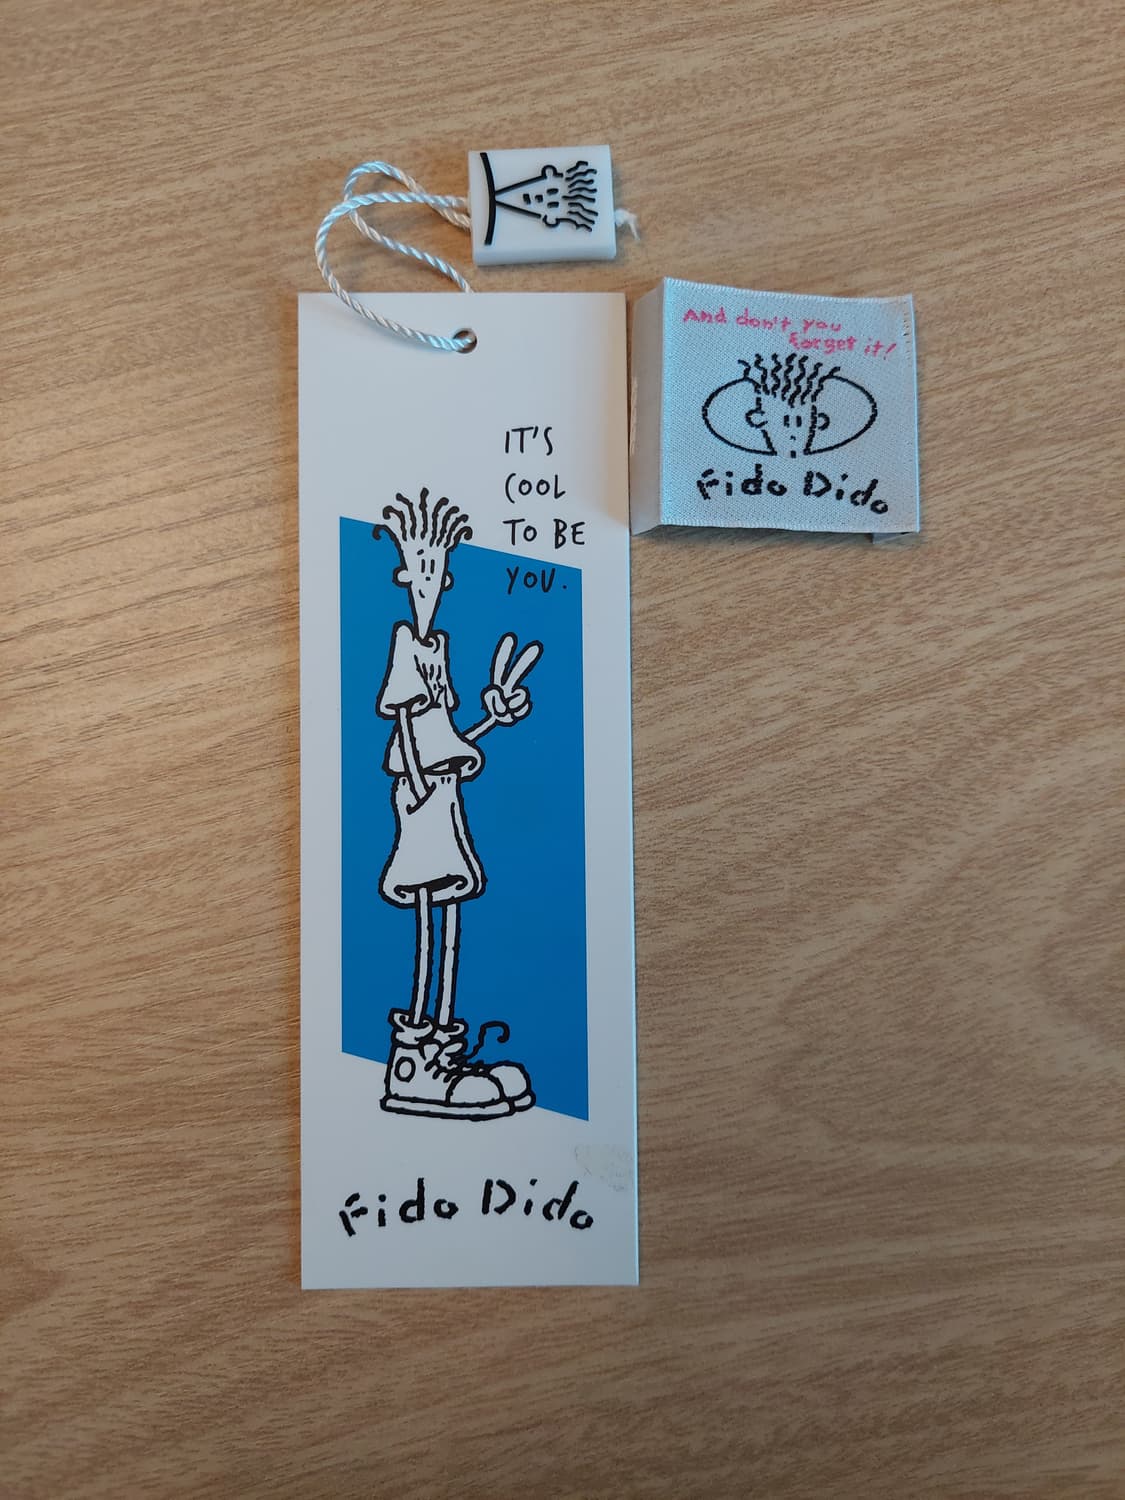 IT'S
COOL
TO BE
YOU.
Fido Dido
And don't you
forget it!
Fido Dido